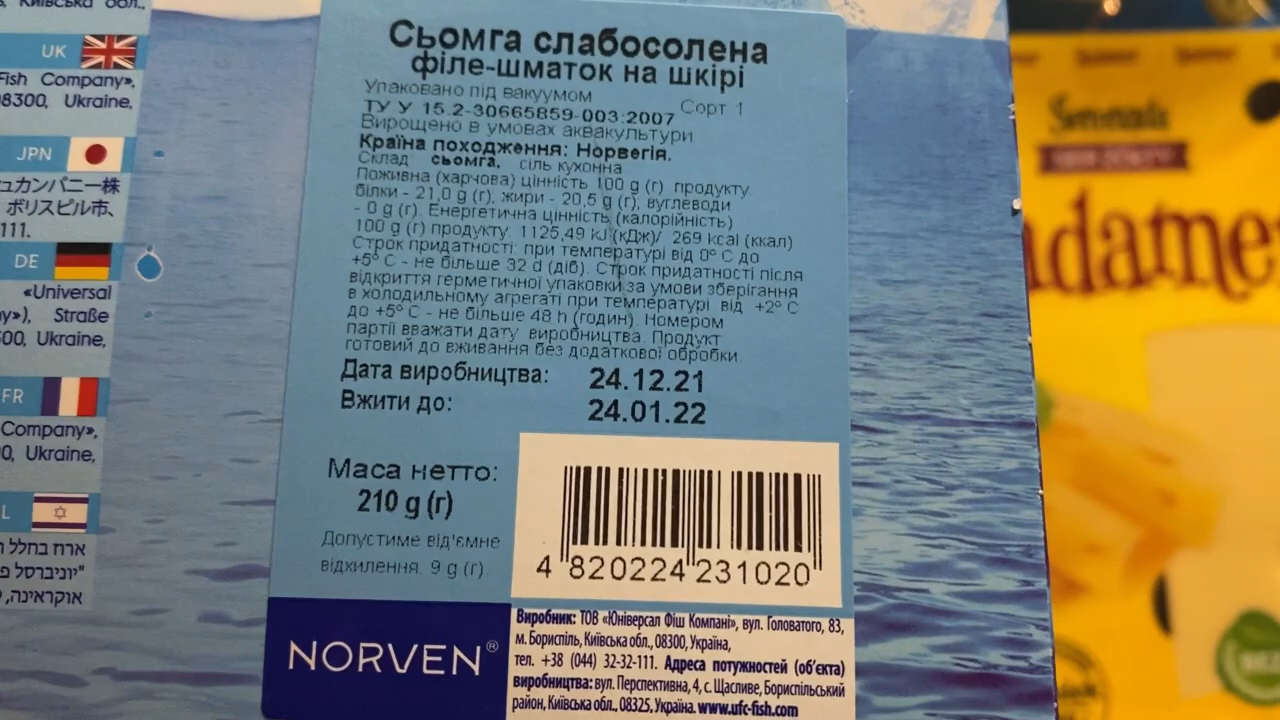 Київська обл.,
UK
Fish Company»,
08300, Ukraine,
JPN
ュカンパニー株
ボリスピル市、
111.
DE
«Universal
Straße
Ukraine,
FR
Company»,
Ukraine,
ארוז בחלל
"יוניברסל
אוקראינה,
Сьомга слабосолена
філе-шматок на шкірі
Упаковано під вакуумом
Сорт 1
ТУ У 15.2-30665859-003:2007
Вирощено в умовах аквакультури
Країна походження: Норвегія.
Склад сьомга, сіль кухонна
Поживна (харчова) цінність 100 g (г) продукту:
білки - 21,0 g (г), жири - 20,5 g (г), вуглеводи
- 0 g (г). Енергетична цінність (калорійність)
100 g (г) продукту: 1125,49 kJ (кДж)/ 269 kcal (ккал)
Строк придатності: при температурі від 0° С до
+5° С - не більше 32 d (діб). Строк придатності після
відкриття герметичної упаковки за умови зберігання
в холодильному агрегаті при температурі від +2° С
до +5° С - не більше 48 h (годин). Номером
партії вважати дату виробництва. Продукт
готовий до вживання без додаткової обробки.
Дата виробництва: 24.12.21
Вжити до: 24.01.22
Маса нетто:
210 g (г)
Допустиме від'ємне
відхилення: 9 g (г)
4 820224 231020
NORVEN®
Виробник: ТОВ «Юніверсал Фіш Компані», вул. Головатого, 83,
м. Бориспіль, Київська обл., 08300, Україна,
тел. +38 (044) 32-32-111. Адреса потужностей (об'єкта)
виробництва: вул. Перспективна, 4, с. Щасливе, Бориспільський
район, Київська обл., 08325, Україна. www.ufc-fish.com